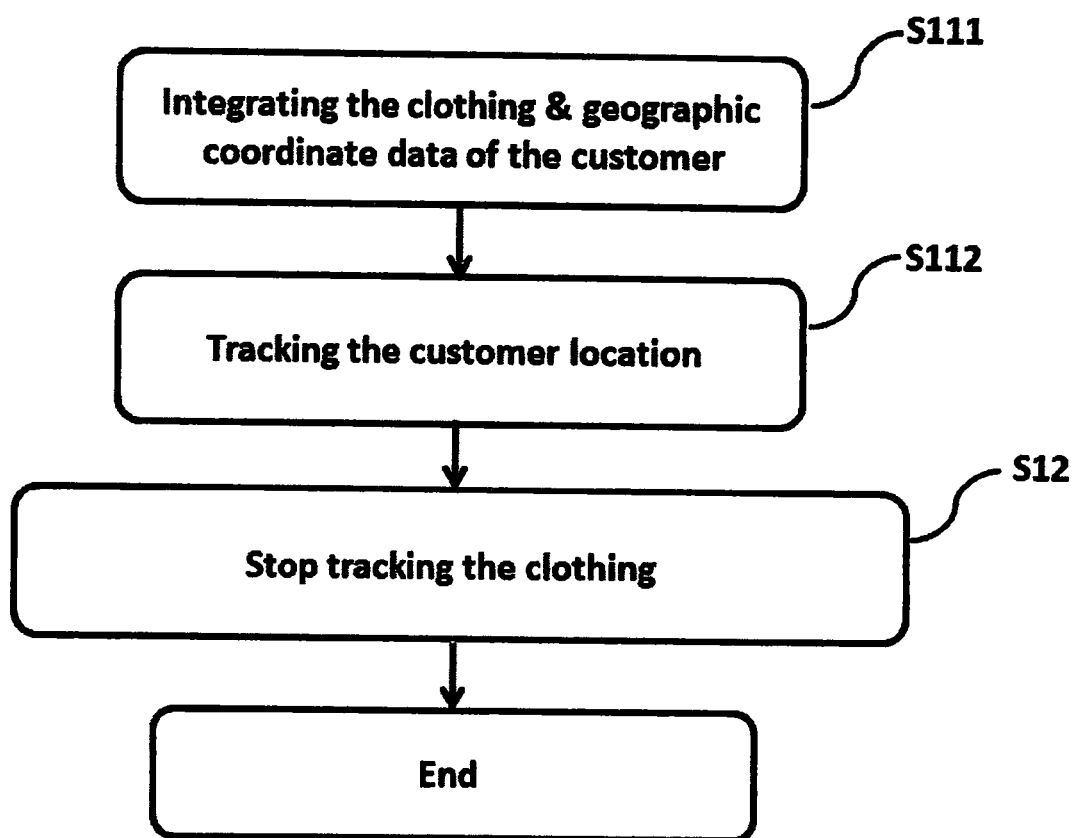 S111
Integrating the clothing & geographic
coordinate data of the customer
S112
Tracking the customer location
S12
Stop tracking the clothing
End